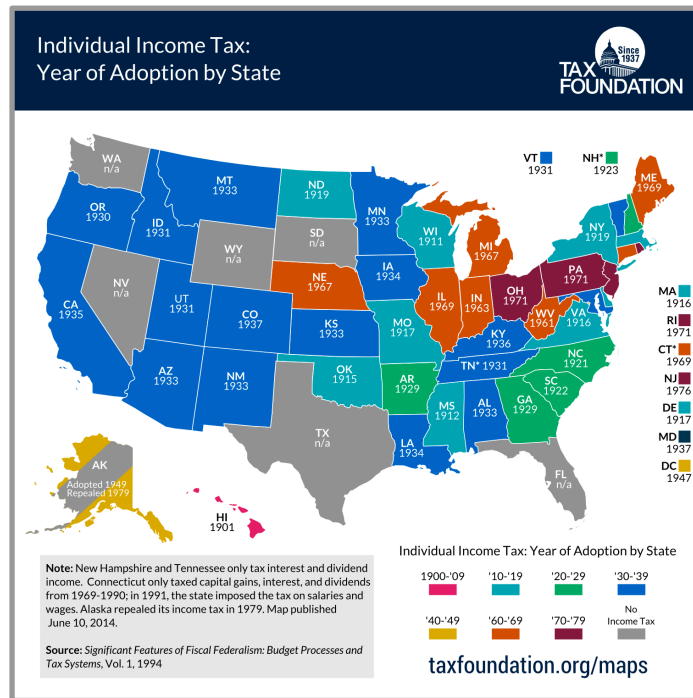 Individual Income Tax:
Year of Adoption by State
Since
1937
TAX
FOUNDATION
WA
n/a
OR
1930
CA
1935
NV
n/a
ID
1931
MT
1933
WY
n/a
UT
1931
AZ
1933
CO
1937
NM
1933
ND
1919
SD
n/a
NE
1967
KS
1933
OK
1915
TX
n/a
MN
1933
IA
1934
MO
1917
AR
1929
LA
1934
WI
1911
IL
1969
MS
1912
MI
1967
IN
1963
KY
1936
TN* 1931
AL
1933
OH
1971
WV
1961
GA
1929
FL
n/a
SC
1922
NC
1921
VA
1916
PA
1971
NY
1919
ME
1969
VT
1931
NH*
1923
MA
1916
RI
1971
CT*
1969
NJ
1976
DE
1917
MD
1937
DC
1947
AK
Adopted 1949
Repealed 1979
HI
1901
Note: New Hampshire and Tennessee only tax interest and dividend
income. Connecticut only taxed capital gains, interest, and dividends
from 1969-1990; in 1991, the state imposed the tax on salaries and
wages. Alaska repealed its income tax in 1979. Map published
June 10, 2014.
Source: Significant Features of Fiscal Federalism: Budget Processes and
Tax Systems, Vol. 1, 1994
Individual Income Tax: Year of Adoption by State
1900-'09
'10-'19
'20-'29
'30-'39
'40-'49
'60-'69
'70-'79
No
Income Tax
taxfoundation.org/maps